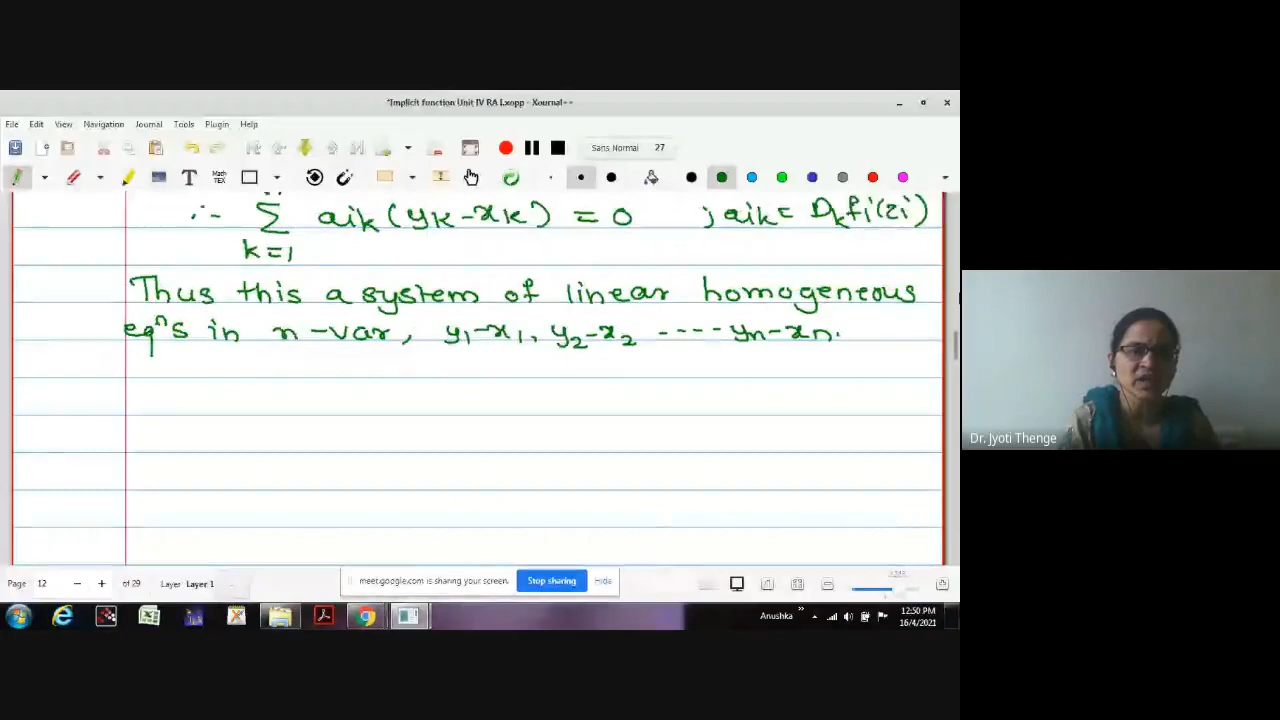 *Implicit function Unit IV RA I.xopp - Xournal++
File Edit View Navigation Journal Tools Plugin Help
Sans Normal 27
T Math TEX
∴ Σ aik (yk-xk) = 0 ; aik = Dkfi(zi)
k=1
Thus this a system of linear homogeneous
eqⁿs in n-var, y₁-x₁, y₂-x₂ ---- yn-xn.
Dr. Jyoti Thenge
Page 12 of 29 Layer Layer 1
meet.google.com is sharing your screen. Stop sharing Hide
Anushka
12:50 PM
16/4/2021